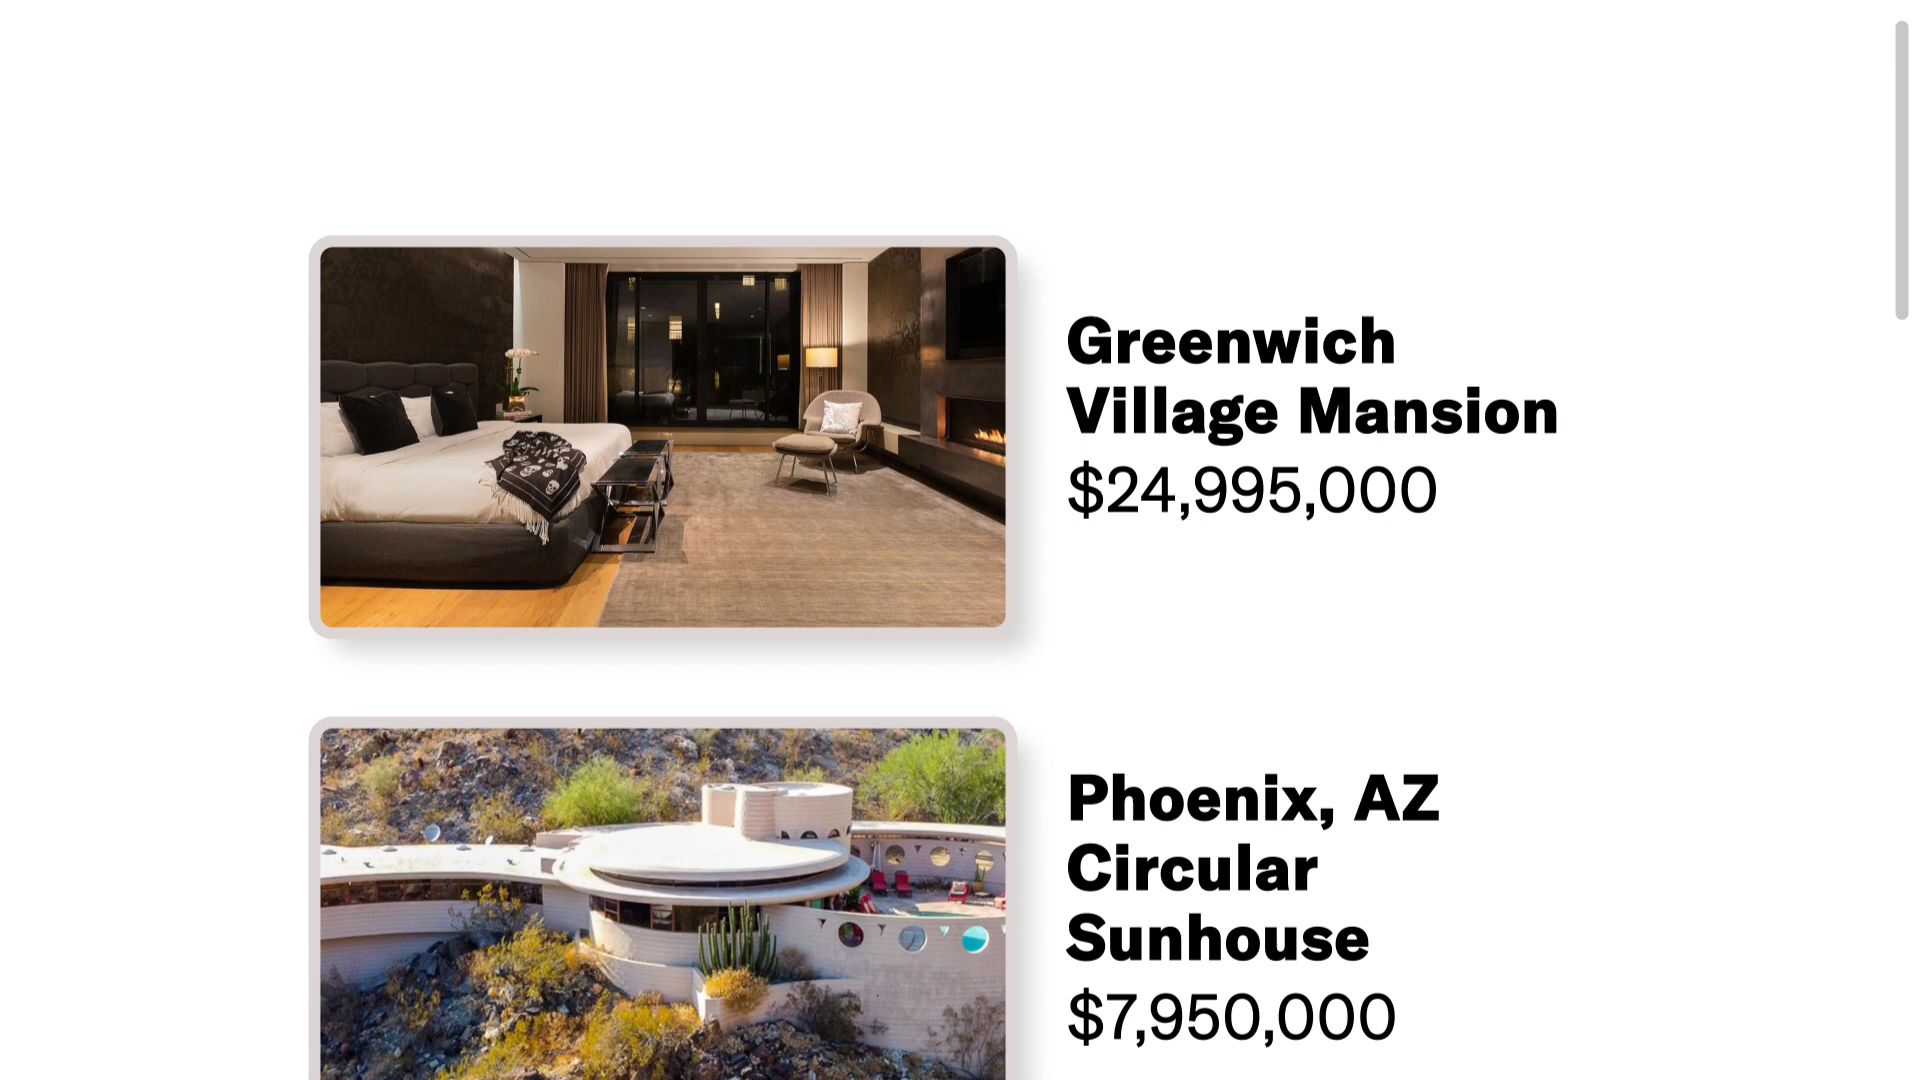 Greenwich
Village Mansion
$24,995,000
Phoenix, AZ
Circular
Sunhouse
$7,950,000